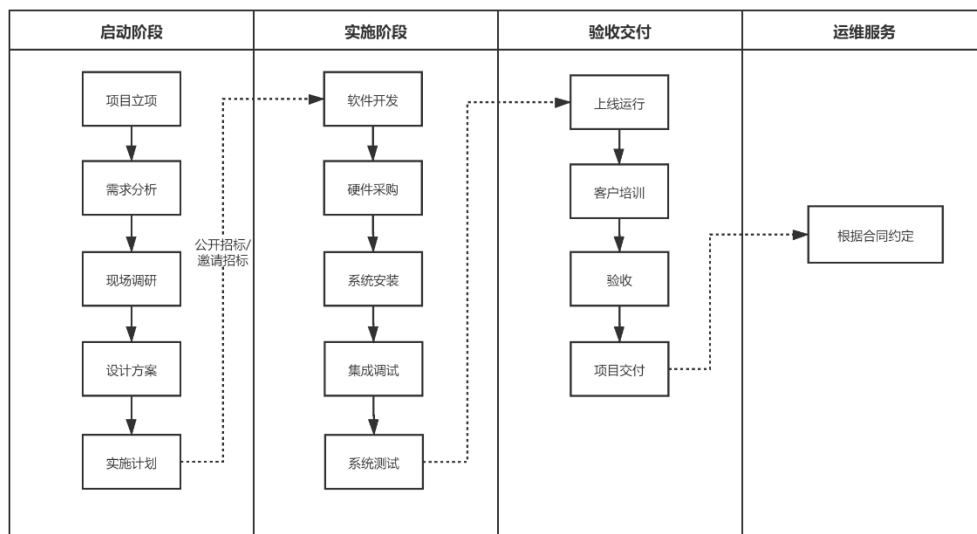 启动阶段
项目立项
需求分析
现场调研
设计方案
实施计划
公开招标/
邀请招标
实施阶段
软件开发
硬件采购
系统安装
集成调试
系统测试
验收交付
上线运行
客户培训
验收
项目交付
运维服务
根据合同约定